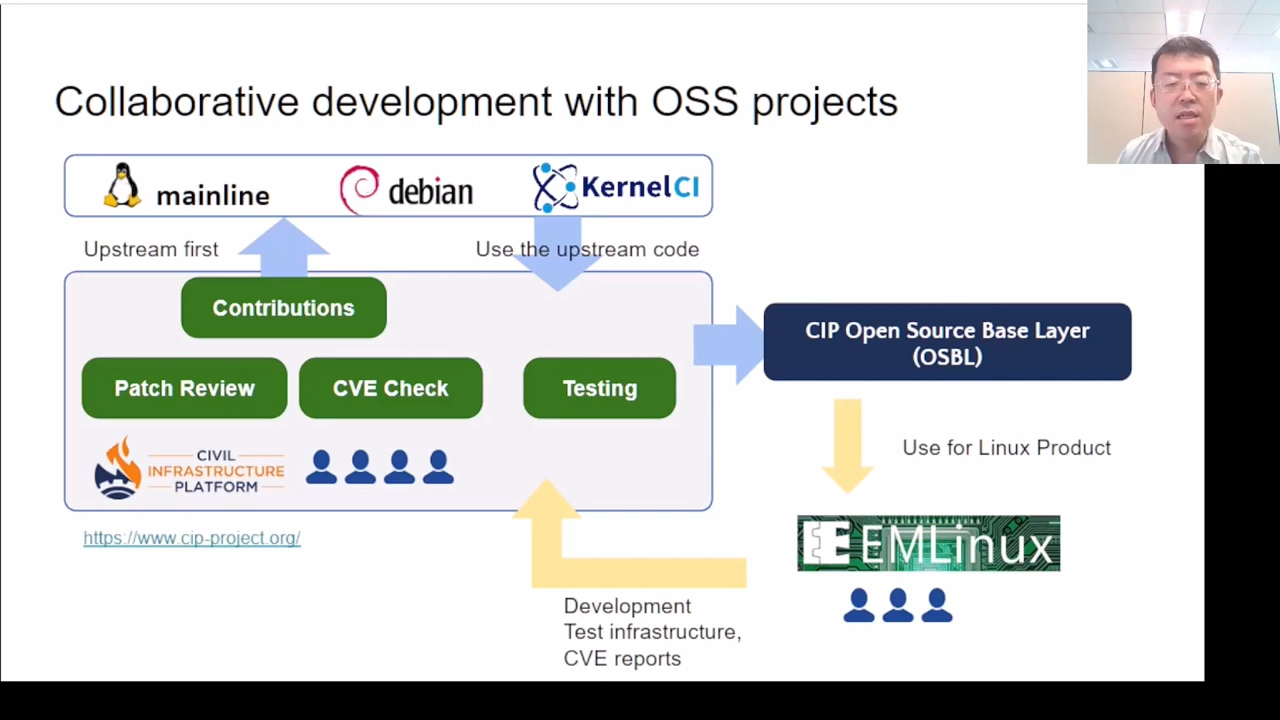 Collaborative development with OSS projects
mainline
debian
KernelCI
Upstream first
Use the upstream code
Contributions
Patch Review
CVE Check
Testing
CIVIL
INFRASTRUCTURE
PLATFORM
https://www.cip-project.org/
CIP Open Source Base Layer
(OSBL)
Use for Linux Product
EMLinux
Development
Test infrastructure,
CVE reports